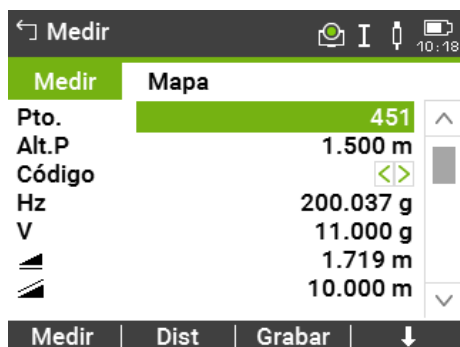 Medir
10:18
Medir Mapa
Pto. 451
Alt.P 1.500 m
Código <>
Hz 200.037 g
V 11.000 g
1.719 m
10.000 m
Medir | Dist | Grabar | ⬇